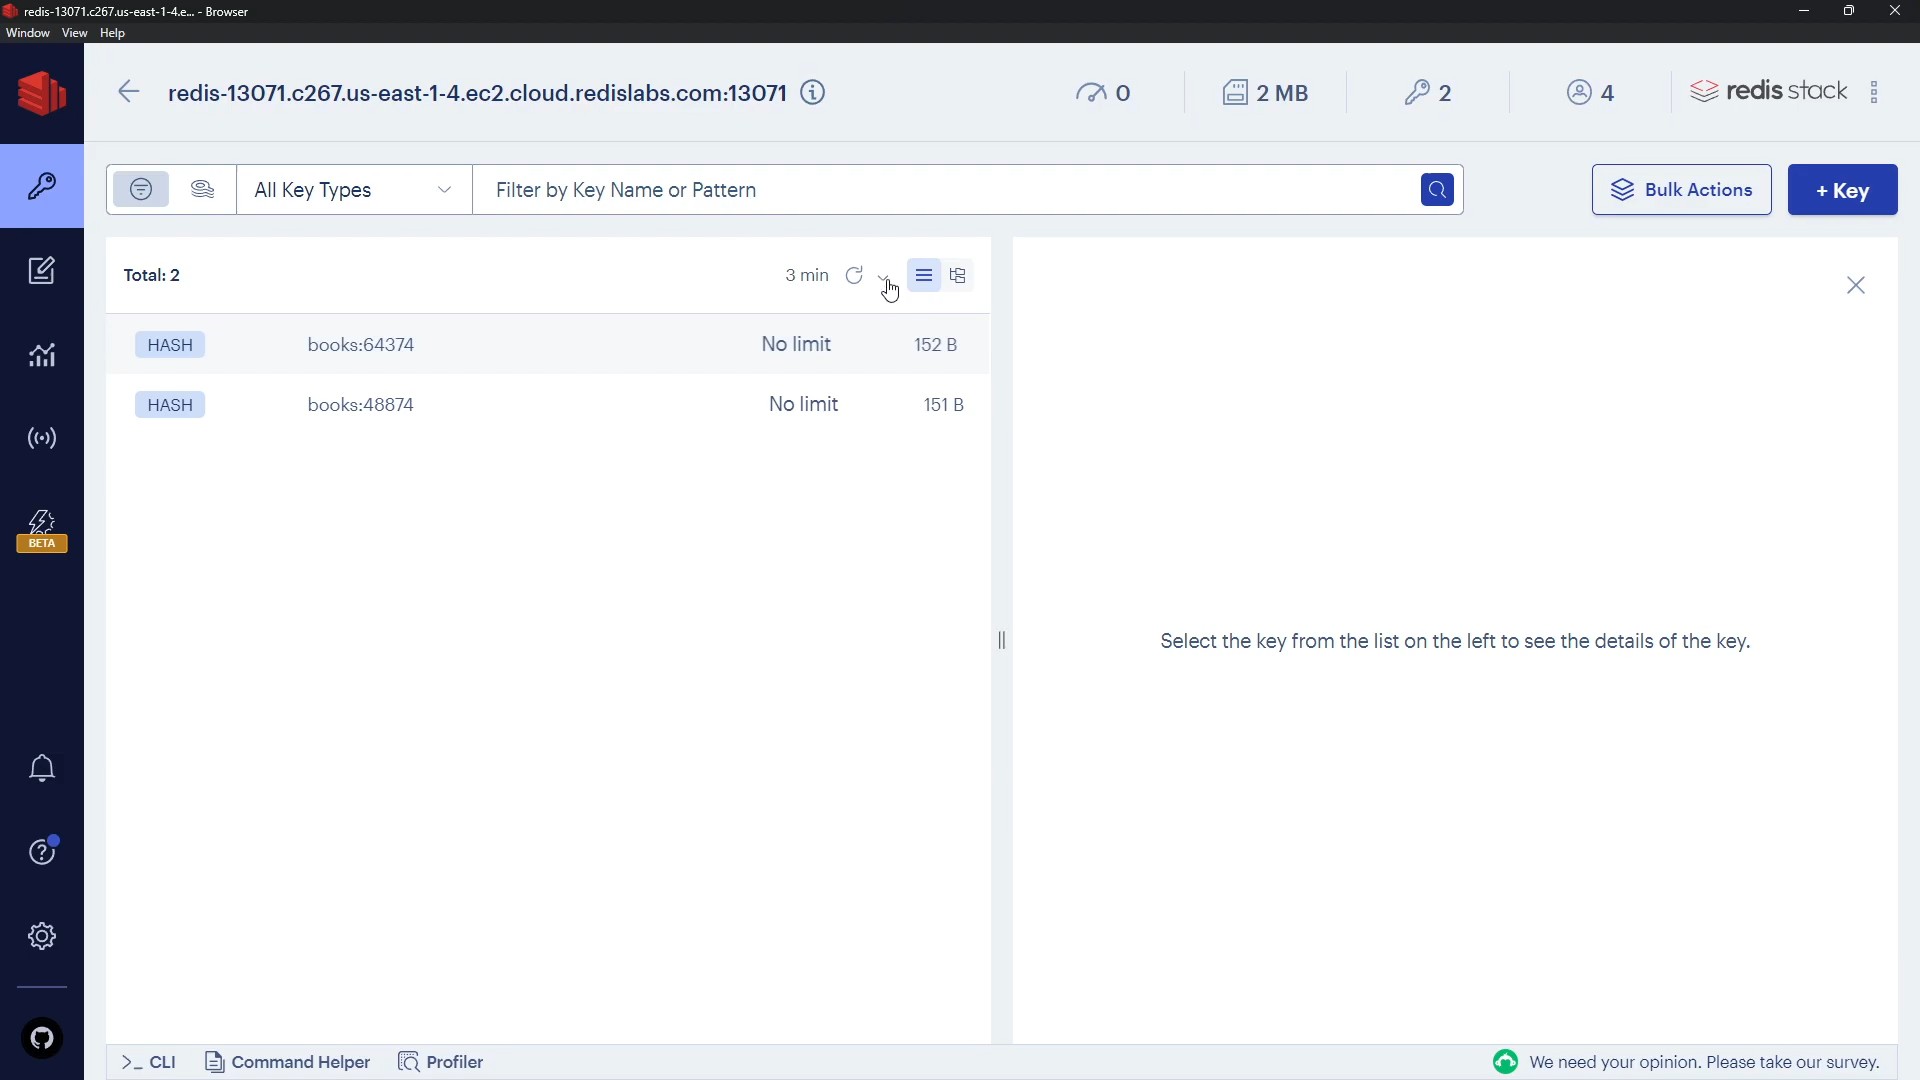 redis-13071.c267.us-east-1-4.e... - Browser
Window View Help
redis-13071.c267.us-east-1-4.ec2.cloud.redislabs.com:13071 0 2 MB 2 4 redis stack
All Key Types Filter by Key Name or Pattern Bulk Actions + Key
Total: 2 3 min
HASH books:64374 No limit 152 B
HASH books:48874 No limit 151 B
BETA
Select the key from the list on the left to see the details of the key.
>_ CLI Command Helper Profiler We need your opinion. Please take our survey.